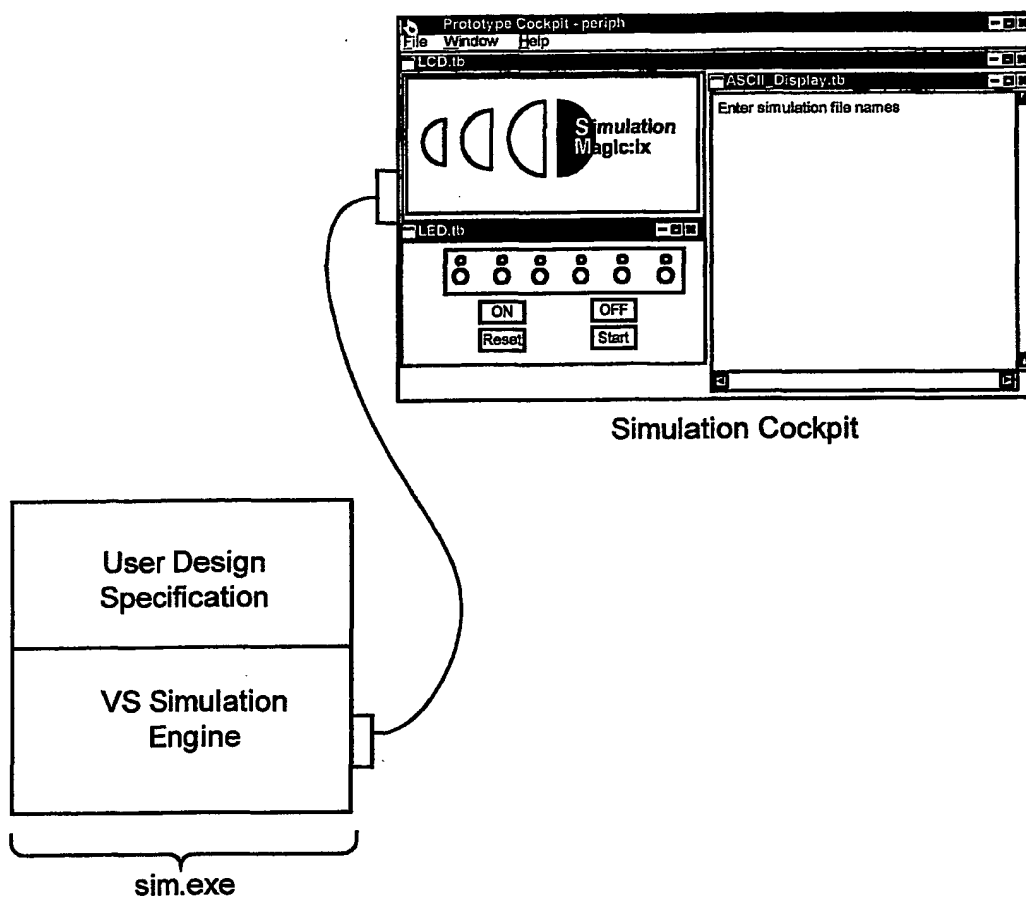 Prototype Cockpit - periph
File Window Help
LCD.tb
Simulation
Magic:ix
ASCII_Display.tb
Enter simulation file names
LED.tb
ON OFF
Reset Start
Simulation Cockpit
User Design
Specification
VS Simulation
Engine
sim.exe